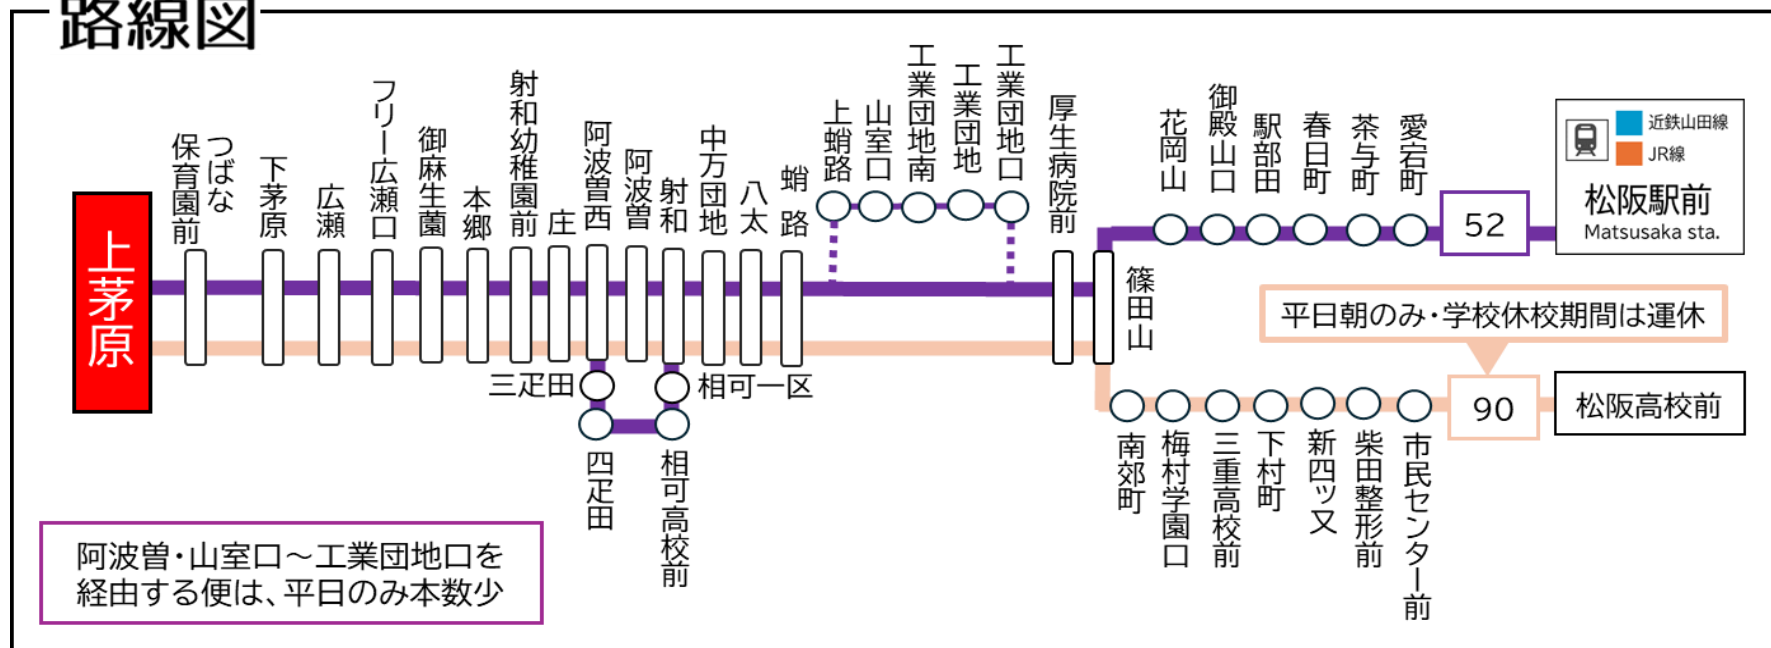 路線図
上茅原
つばな
保育園前
下茅原
広瀬
フリー広瀬口
御麻生薗
本郷
射和幼稚園前
庄
阿波曽西
阿波曽
射和
中万団地
八太
蛸路
上蛸路
山室口
工業団地南
工業団地
工業団地口
厚生病院前
篠田山
花岡山
御殿山口
駅部田
春日町
茶与町
愛宕町
52
近鉄山田線
JR線
松阪駅前
Matsusaka sta.
平日朝のみ・学校休校期間は運休
三疋田
相可一区
四疋田
相可高校前
南郊町
梅村学園口
三重高校前
下村町
新四ツ又
柴田整形前
市民センター前
90
松阪高校前
阿波曽・山室口～工業団地口を
経由する便は、平日のみ本数少